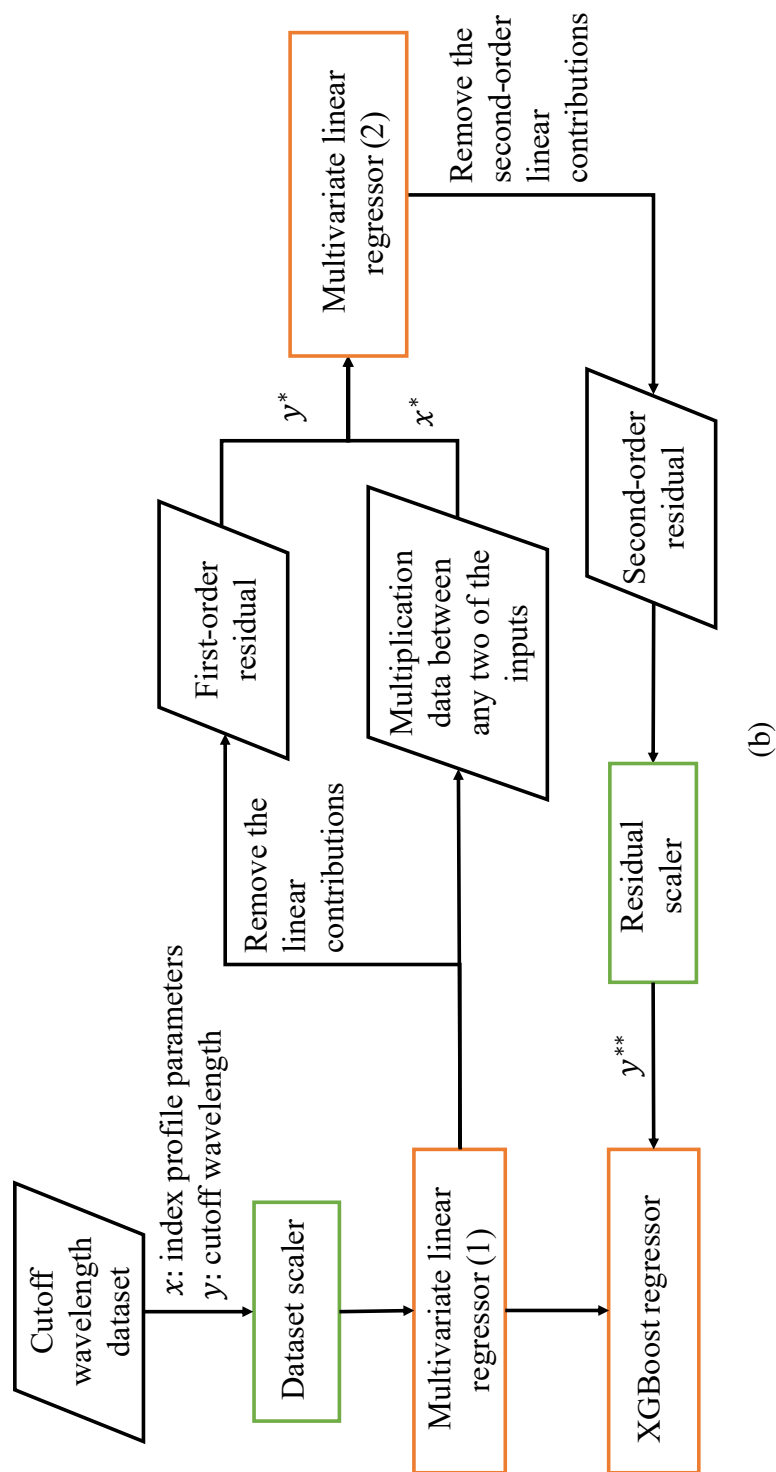 Cutoff
wavelength
dataset
x: index profile parameters
y: cutoff wavelength
Dataset scaler
Multivariate linear
regressor (1)
XGBoost regressor
Remove the
linear
contributions
First-order
residual
Multiplication
data between
any two of the
inputs
y*
x*
Multivariate linear
regressor (2)
Remove the
second-order
linear
contributions
Second-order
residual
Residual
scaler
y**
(b)